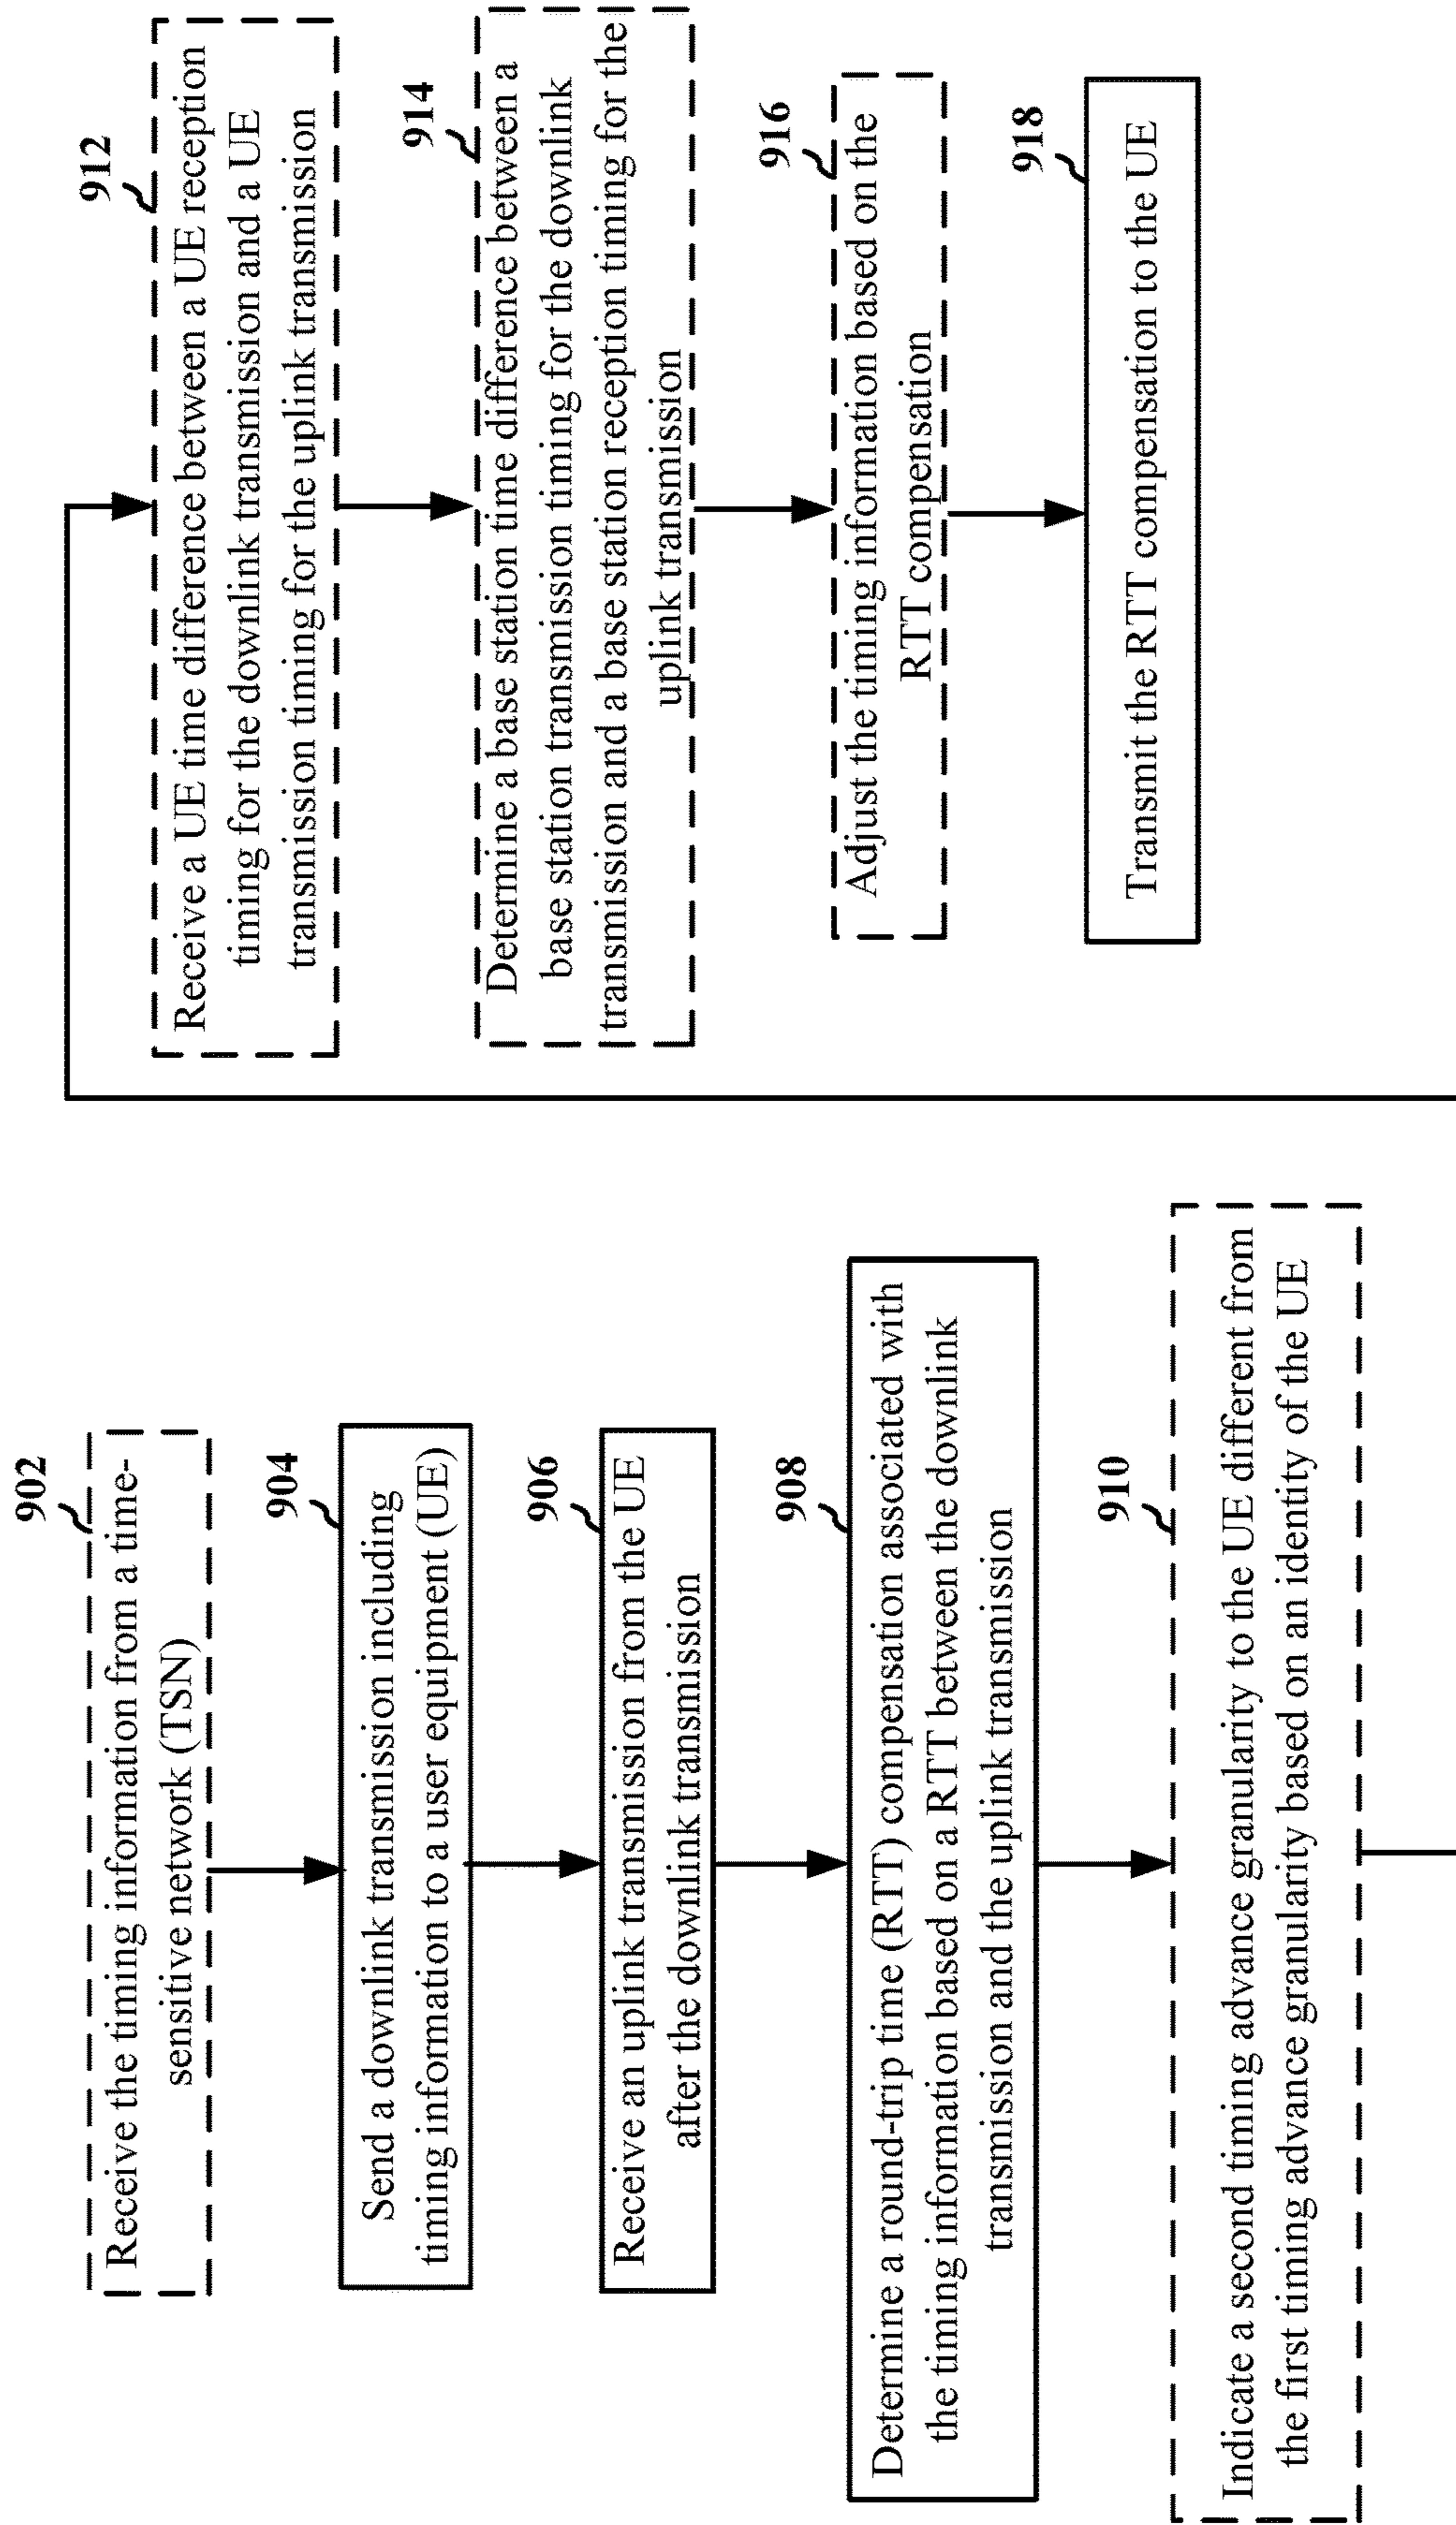 902
Receive the timing information from a time-
sensitive network (TSN)
904
Send a downlink transmission including
timing information to a user equipment (UE)
906
Receive an uplink transmission from the UE
after the downlink transmission
908
Determine a round-trip time (RTT) compensation associated with
the timing information based on a RTT between the downlink
transmission and the uplink transmission
910
Indicate a second timing advance granularity to the UE different from
the first timing advance granularity based on an identity of the UE
912
Receive a UE time difference between a UE reception
timing for the downlink transmission and a UE
transmission timing for the uplink transmission
914
Determine a base station time difference between a
base station transmission timing for the downlink
transmission and a base station reception timing for the
uplink transmission
916
Adjust the timing information based on the
RTT compensation
918
Transmit the RTT compensation to the UE